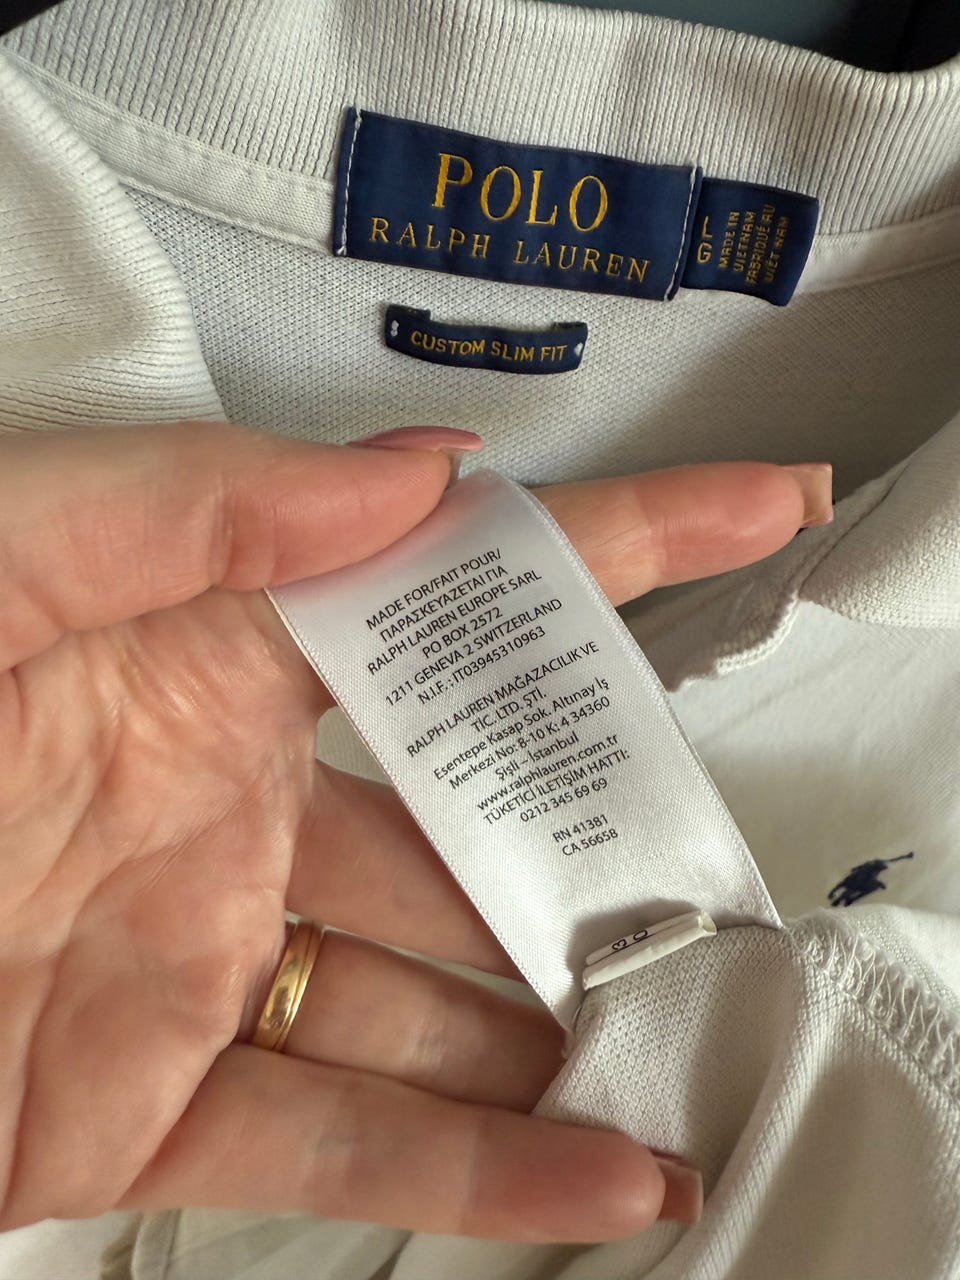 POLO
RALPH LAUREN
L
G
MADE IN
VIETNAM
FABRIQUÉ AU
VIÊT NAM
CUSTOM SLIM FIT
MADE FOR/FAIT POUR/
ΠΑΡΑΣΚΕΥΑΖΕΤΑΙ ΓΙΑ
RALPH LAUREN EUROPE SARL
PO BOX 2572
1211 GENEVA 2 SWITZERLAND
N.I.F.: IT03945310963
RALPH LAUREN MAĞAZACILIK VE
TİC. LTD. ŞTİ.
Esentepe Kasap Sok. Altınay İş
Merkezi No: 8-10 K: 4 34360
Şişli – İstanbul
www.ralphlauren.com.tr
TÜKETİCİ İLETİŞİM HATTI:
0212 345 69 69
RN 41381
CA 56658